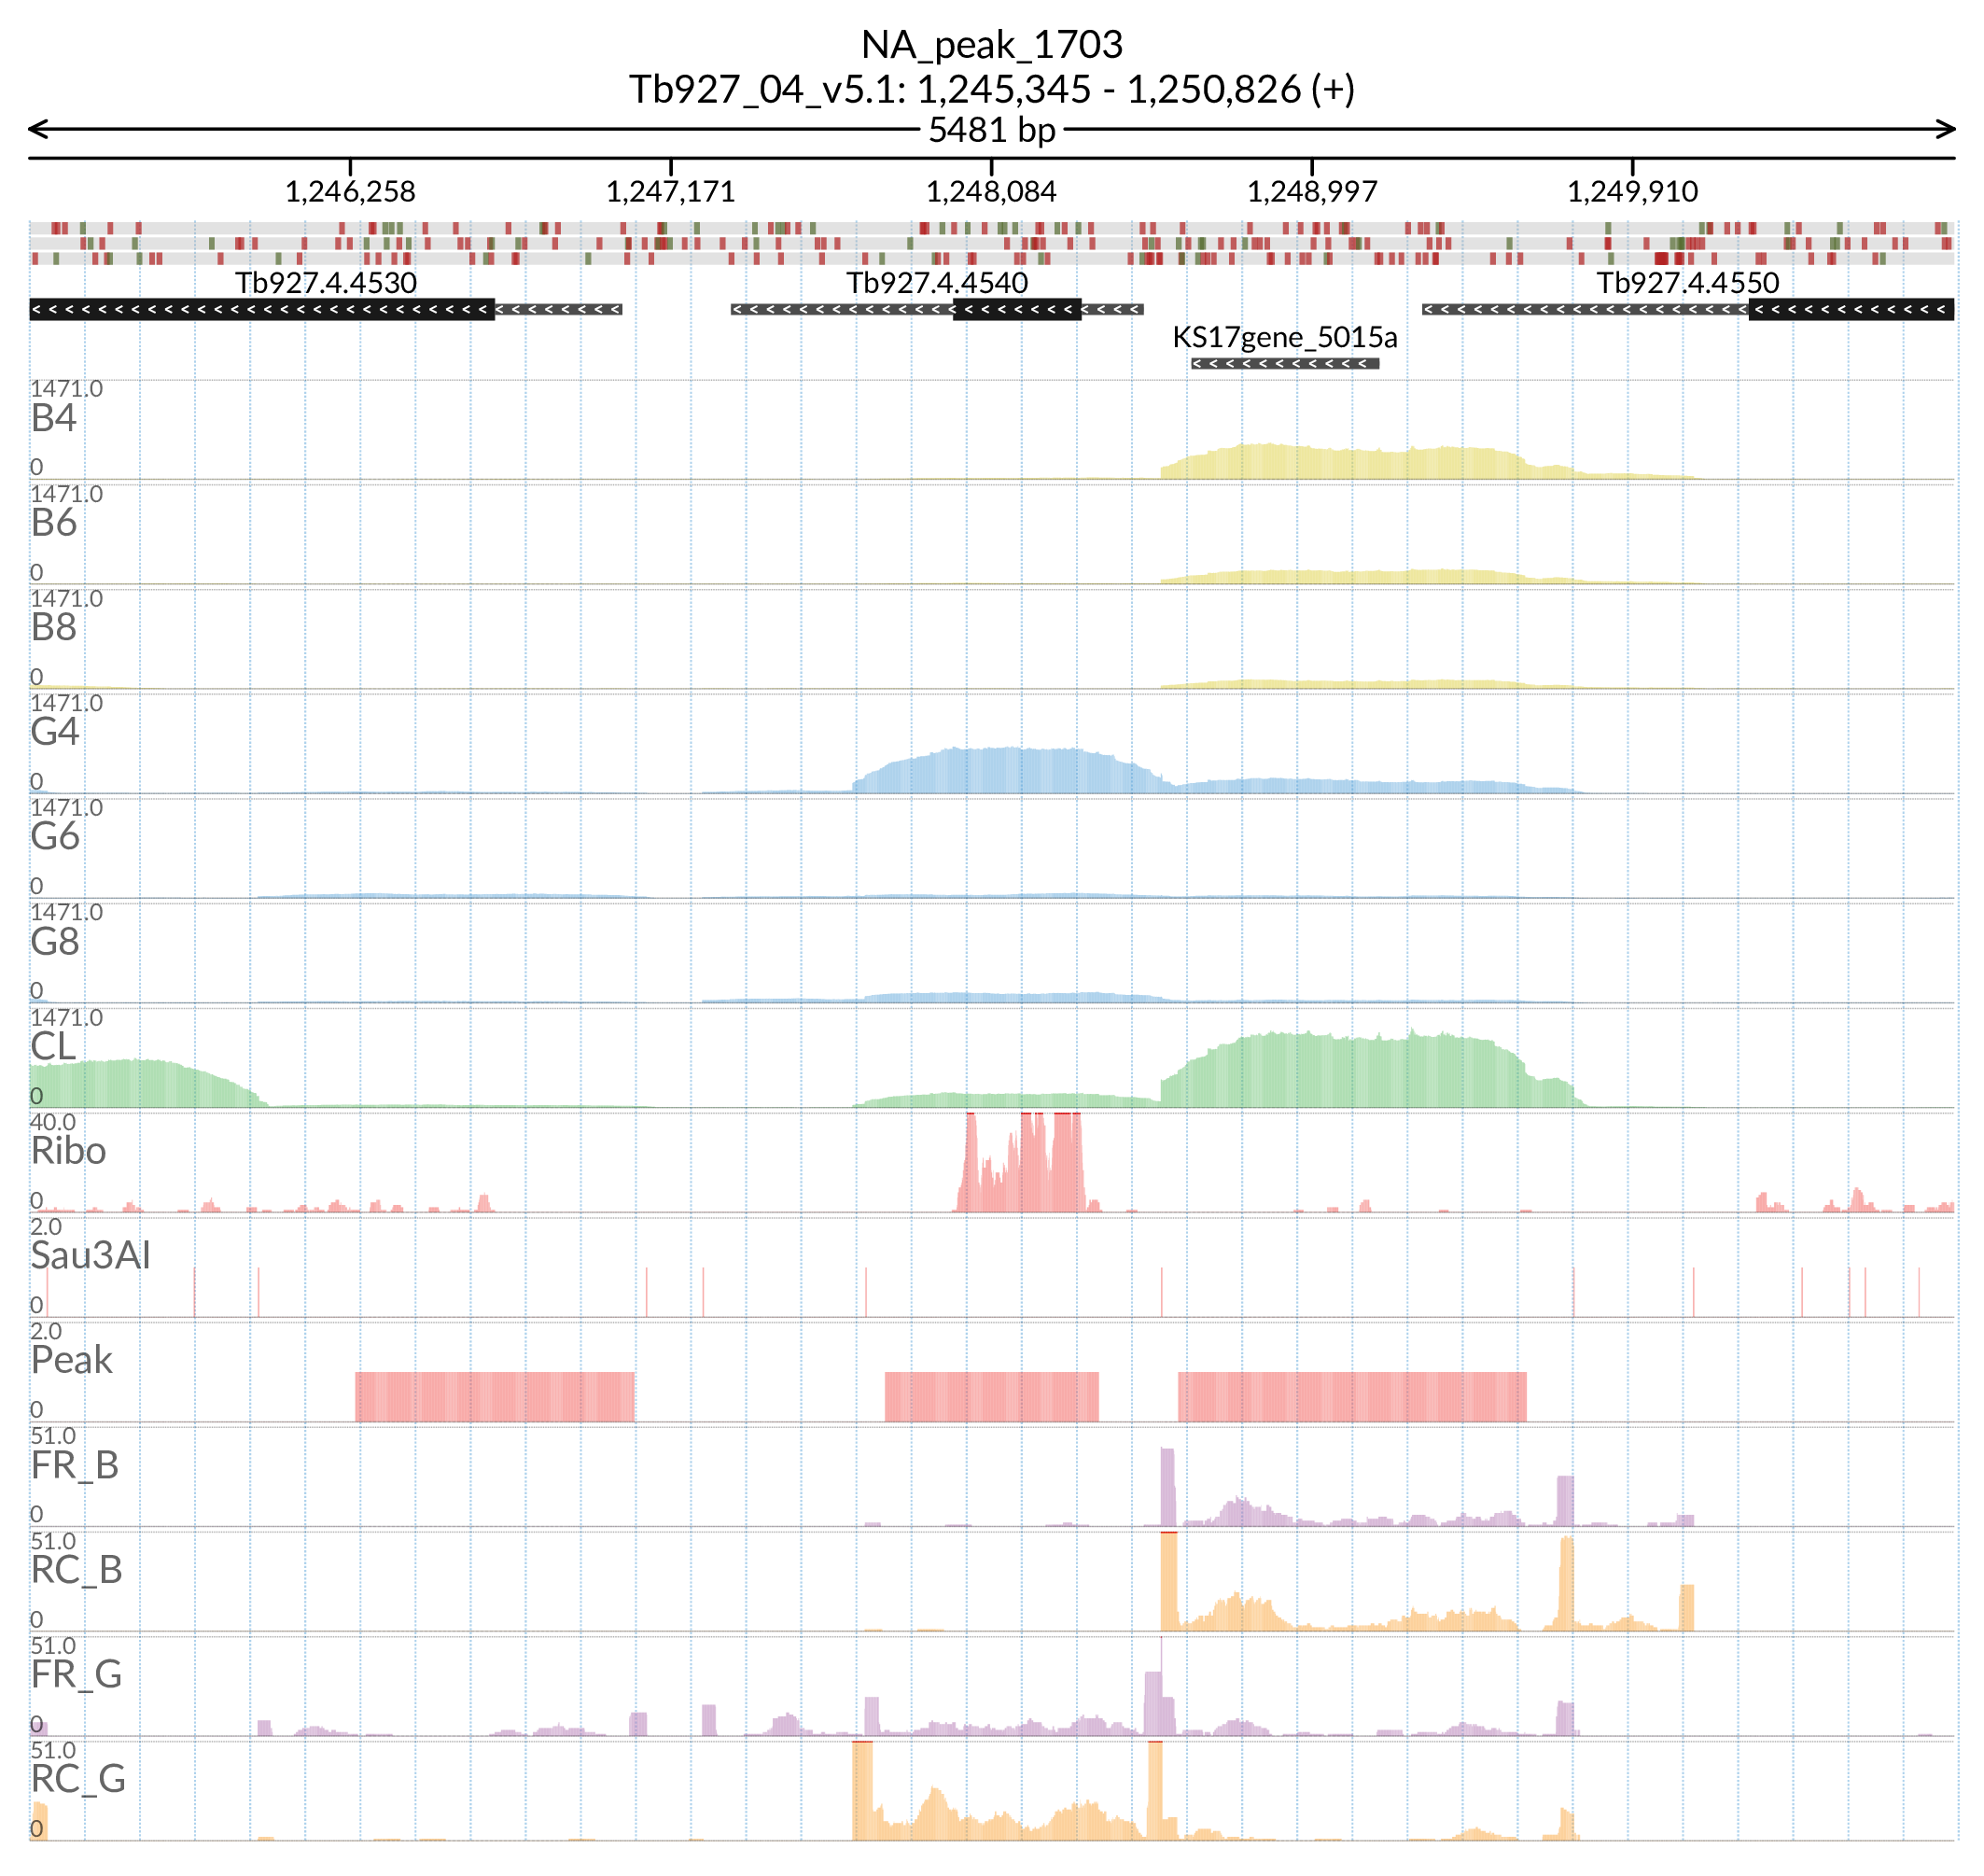 NA_peak_1703
Tb927_04_v5.1: 1,245,345 - 1,250,826 (+)
5481 bp
1,246,258 1,247,171 1,248,084 1,248,997 1,249,910
Tb927.4.4530 Tb927.4.4540 Tb927.4.4550
KS17gene_5015a
1471.0
B4
0
1471.0
B6
0
1471.0
B8
0
1471.0
G4
0
1471.0
G6
0
1471.0
G8
0
1471.0
CL
0
40.0
Ribo
0
2.0
Sau3AI
0
2.0
Peak
0
51.0
FR_B
0
51.0
RC_B
0
51.0
FR_G
0
51.0
RC_G
0